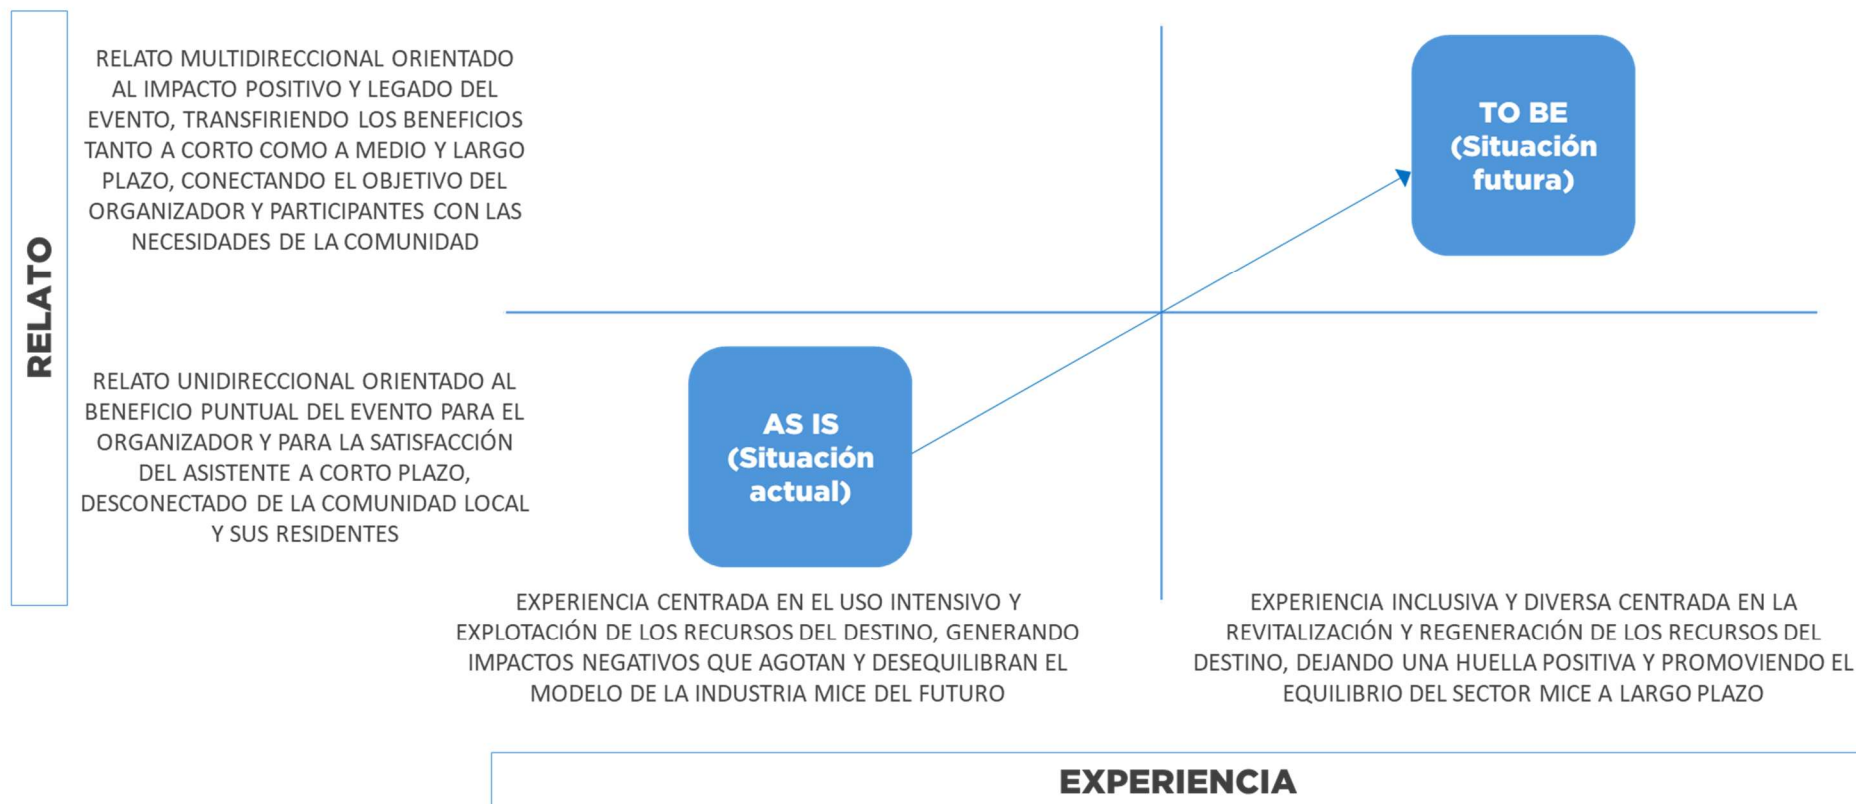 RELATO
RELATO MULTIDIRECCIONAL ORIENTADO
AL IMPACTO POSITIVO Y LEGADO DEL
EVENTO, TRANSFIRIENDO LOS BENEFICIOS
TANTO A CORTO COMO A MEDIO Y LARGO
PLAZO, CONECTANDO EL OBJETIVO DEL
ORGANIZADOR Y PARTICIPANTES CON LAS
NECESIDADES DE LA COMUNIDAD
TO BE
(Situación
futura)
RELATO UNIDIRECCIONAL ORIENTADO AL
BENEFICIO PUNTUAL DEL EVENTO PARA EL
ORGANIZADOR Y PARA LA SATISFACCIÓN
DEL ASISTENTE A CORTO PLAZO,
DESCONECTADO DE LA COMUNIDAD LOCAL
Y SUS RESIDENTES
AS IS
(Situación
actual)
EXPERIENCIA CENTRADA EN EL USO INTENSIVO Y
EXPLOTACIÓN DE LOS RECURSOS DEL DESTINO, GENERANDO
IMPACTOS NEGATIVOS QUE AGOTAN Y DESEQUILIBRAN EL
MODELO DE LA INDUSTRIA MICE DEL FUTURO
EXPERIENCIA INCLUSIVA Y DIVERSA CENTRADA EN LA
REVITALIZACIÓN Y REGENERACIÓN DE LOS RECURSOS DEL
DESTINO, DEJANDO UNA HUELLA POSITIVA Y PROMOVIENDO EL
EQUILIBRIO DEL SECTOR MICE A LARGO PLAZO
EXPERIENCIA